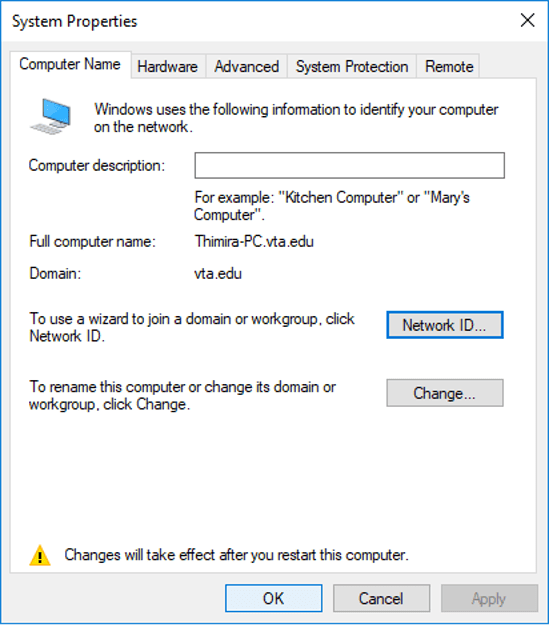 System Properties
Computer Name
Hardware
Advanced
System Protection
Remote
Windows uses the following information to identify your computer
on the network.
Computer description:
For example: "Kitchen Computer" or "Mary's
Computer".
Full computer name:
Thimira-PC.vta.edu
Domain:
vta.edu
To use a wizard to join a domain or workgroup, click
Network ID.
Network ID...
To rename this computer or change its domain or
workgroup, click Change.
Change...
Changes will take effect after you restart this computer.
OK
Cancel
Apply